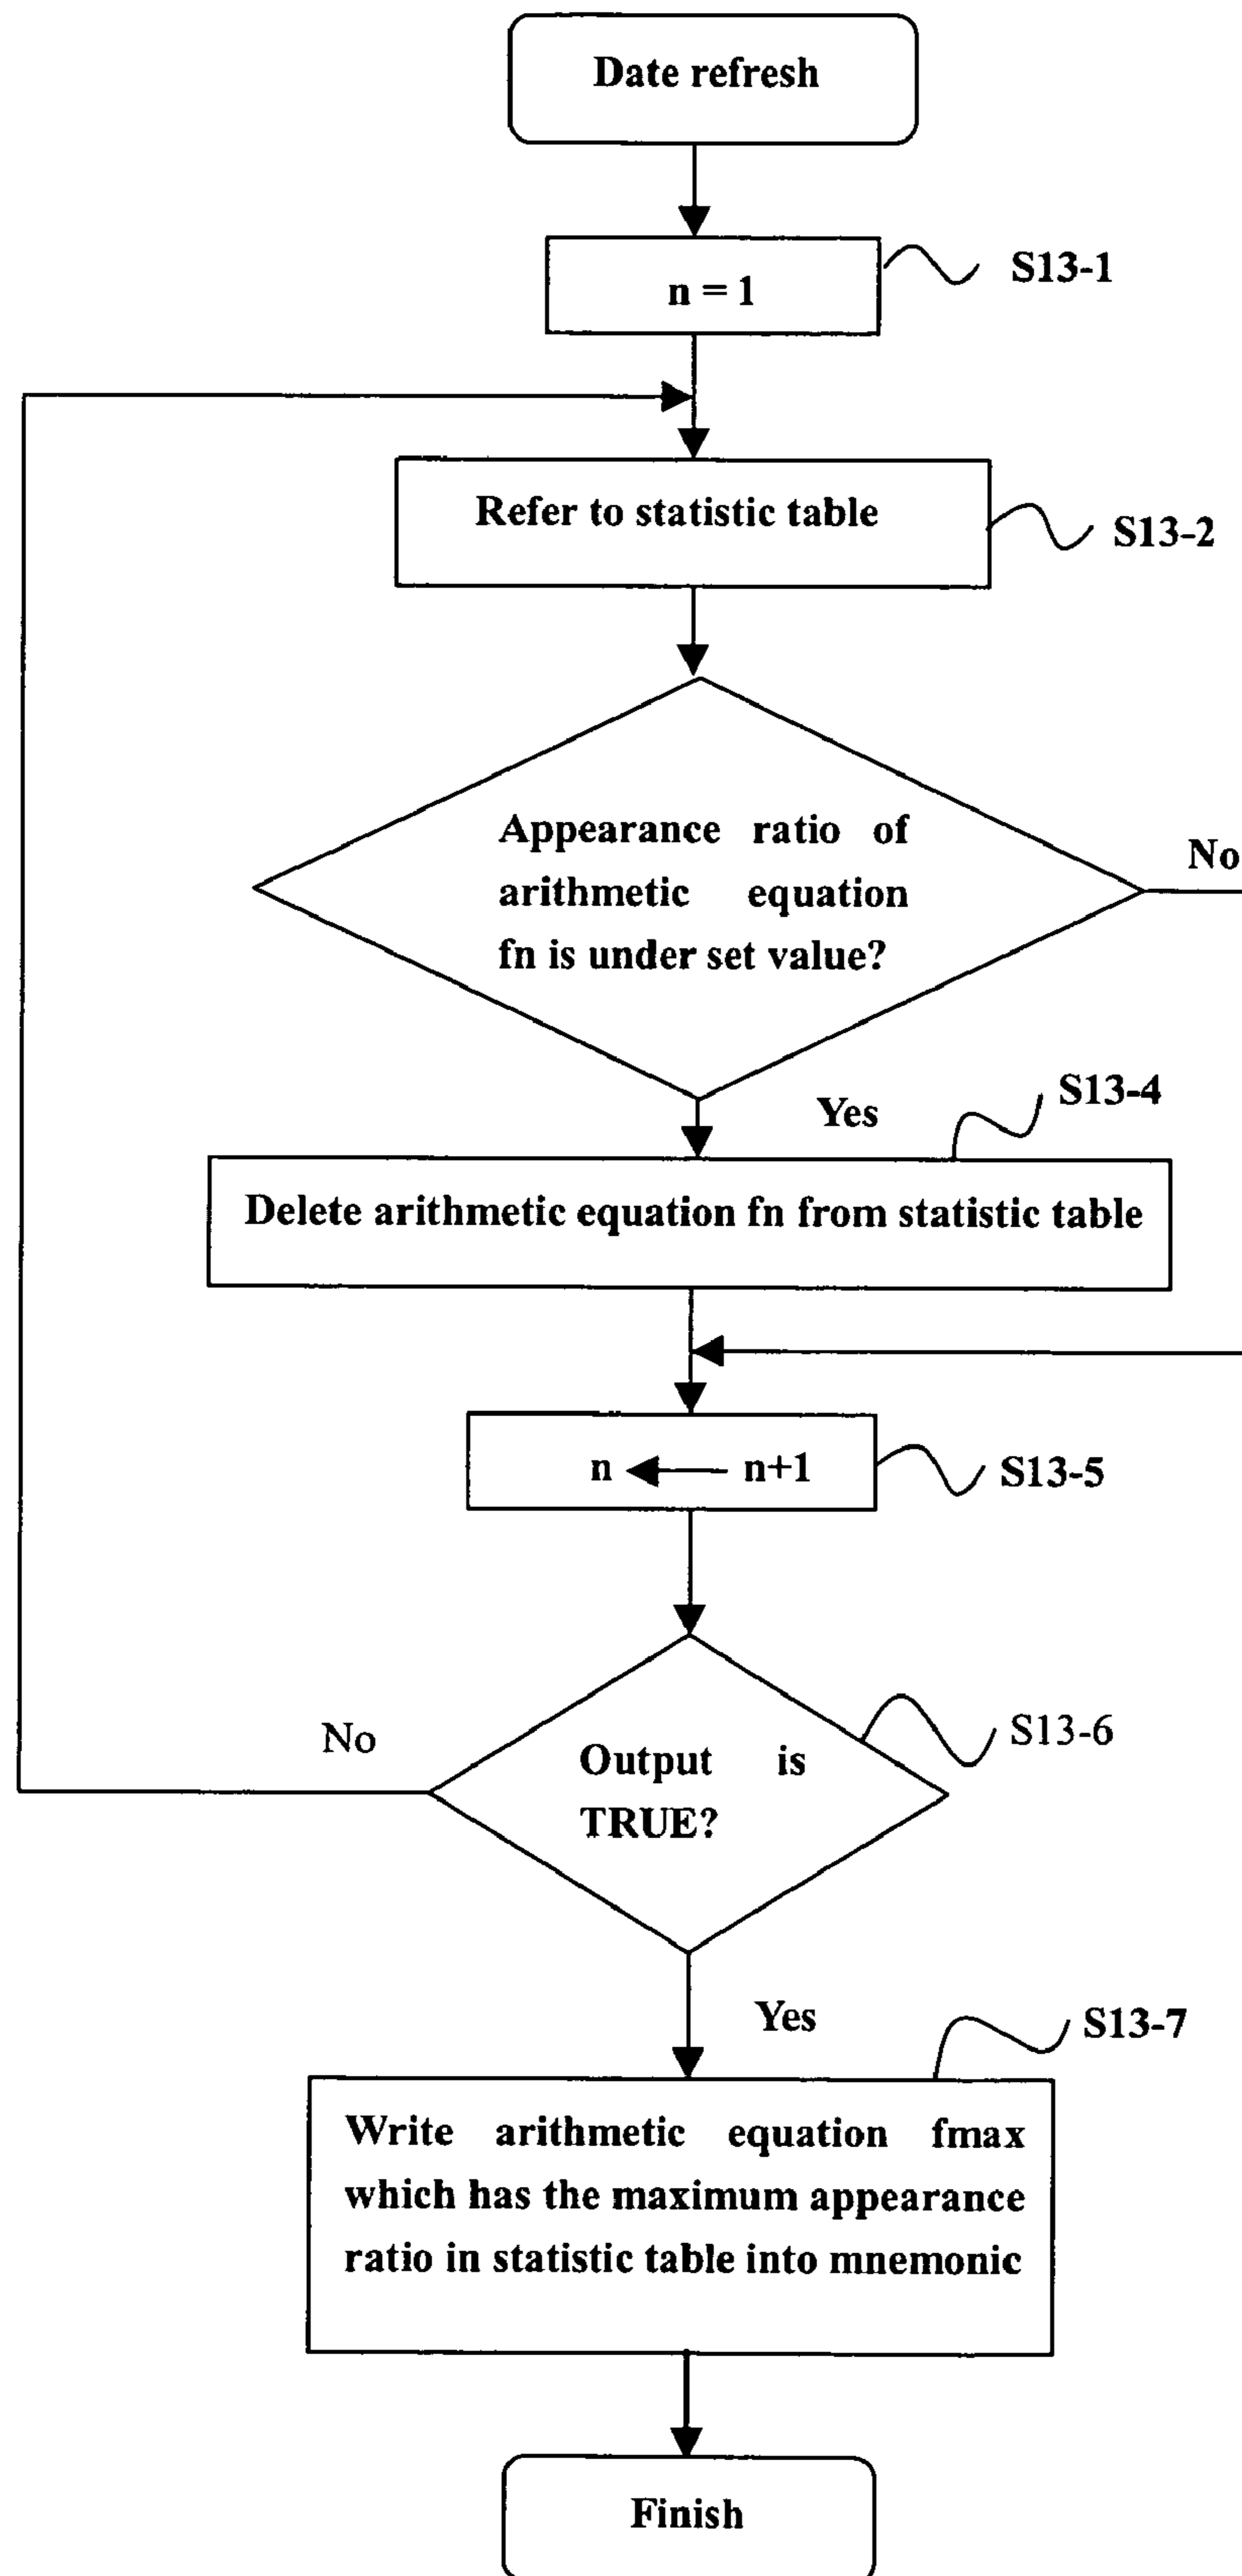 Date refresh
n = 1
S13-1
Refer to statistic table
S13-2
Appearance ratio of
arithmetic equation
fn is under set value?
No
Yes
S13-4
Delete arithmetic equation fn from statistic table
n ← n+1
S13-5
Output is
TRUE?
S13-6
No
Yes
S13-7
Write arithmetic equation fmax
which has the maximum appearance
ratio in statistic table into mnemonic
Finish